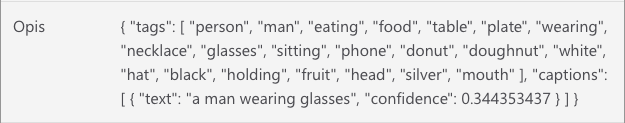 Opis
{ "tags": [ "person", "man", "eating", "food", "table", "plate", "wearing",
"necklace", "glasses", "sitting", "phone", "donut", "doughnut", "white",
"hat", "black", "holding", "fruit", "head", "silver", "mouth" ], "captions":
[ { "text": "a man wearing glasses", "confidence": 0.344353437 } ] }